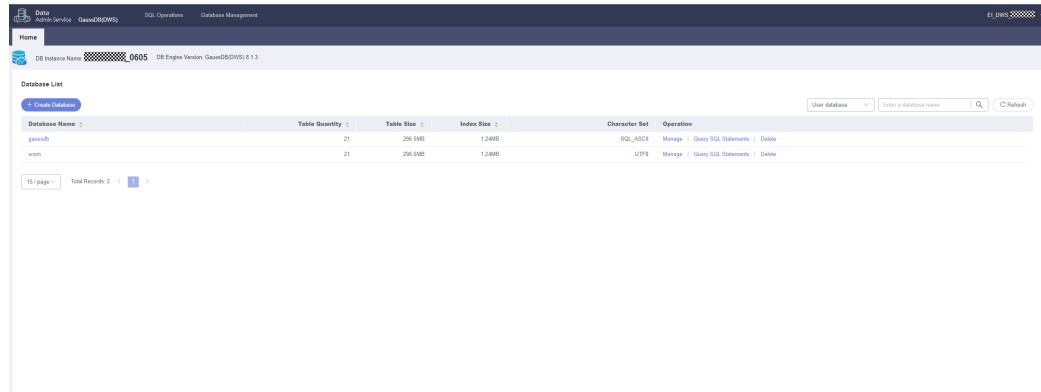 Data
Admin Service GaussDB(DWS) SQL Operations Database Management EI_DWS_
Home
DB Instance Name: _0605 DB Engine Version: GaussDB(DWS) 8.1.3
Database List
+ Create Database User database Enter a database name. Refresh
Database Name Table Quantity Table Size Index Size Character Set Operation
gaussdb 21 296.5MB 1.24MB SQL_ASCII Manage | Query SQL Statements | Delete
21 296.5MB 1.24MB UTF8 Manage | Query SQL Statements | Delete
15 / page Total Records: 2 < 1 >